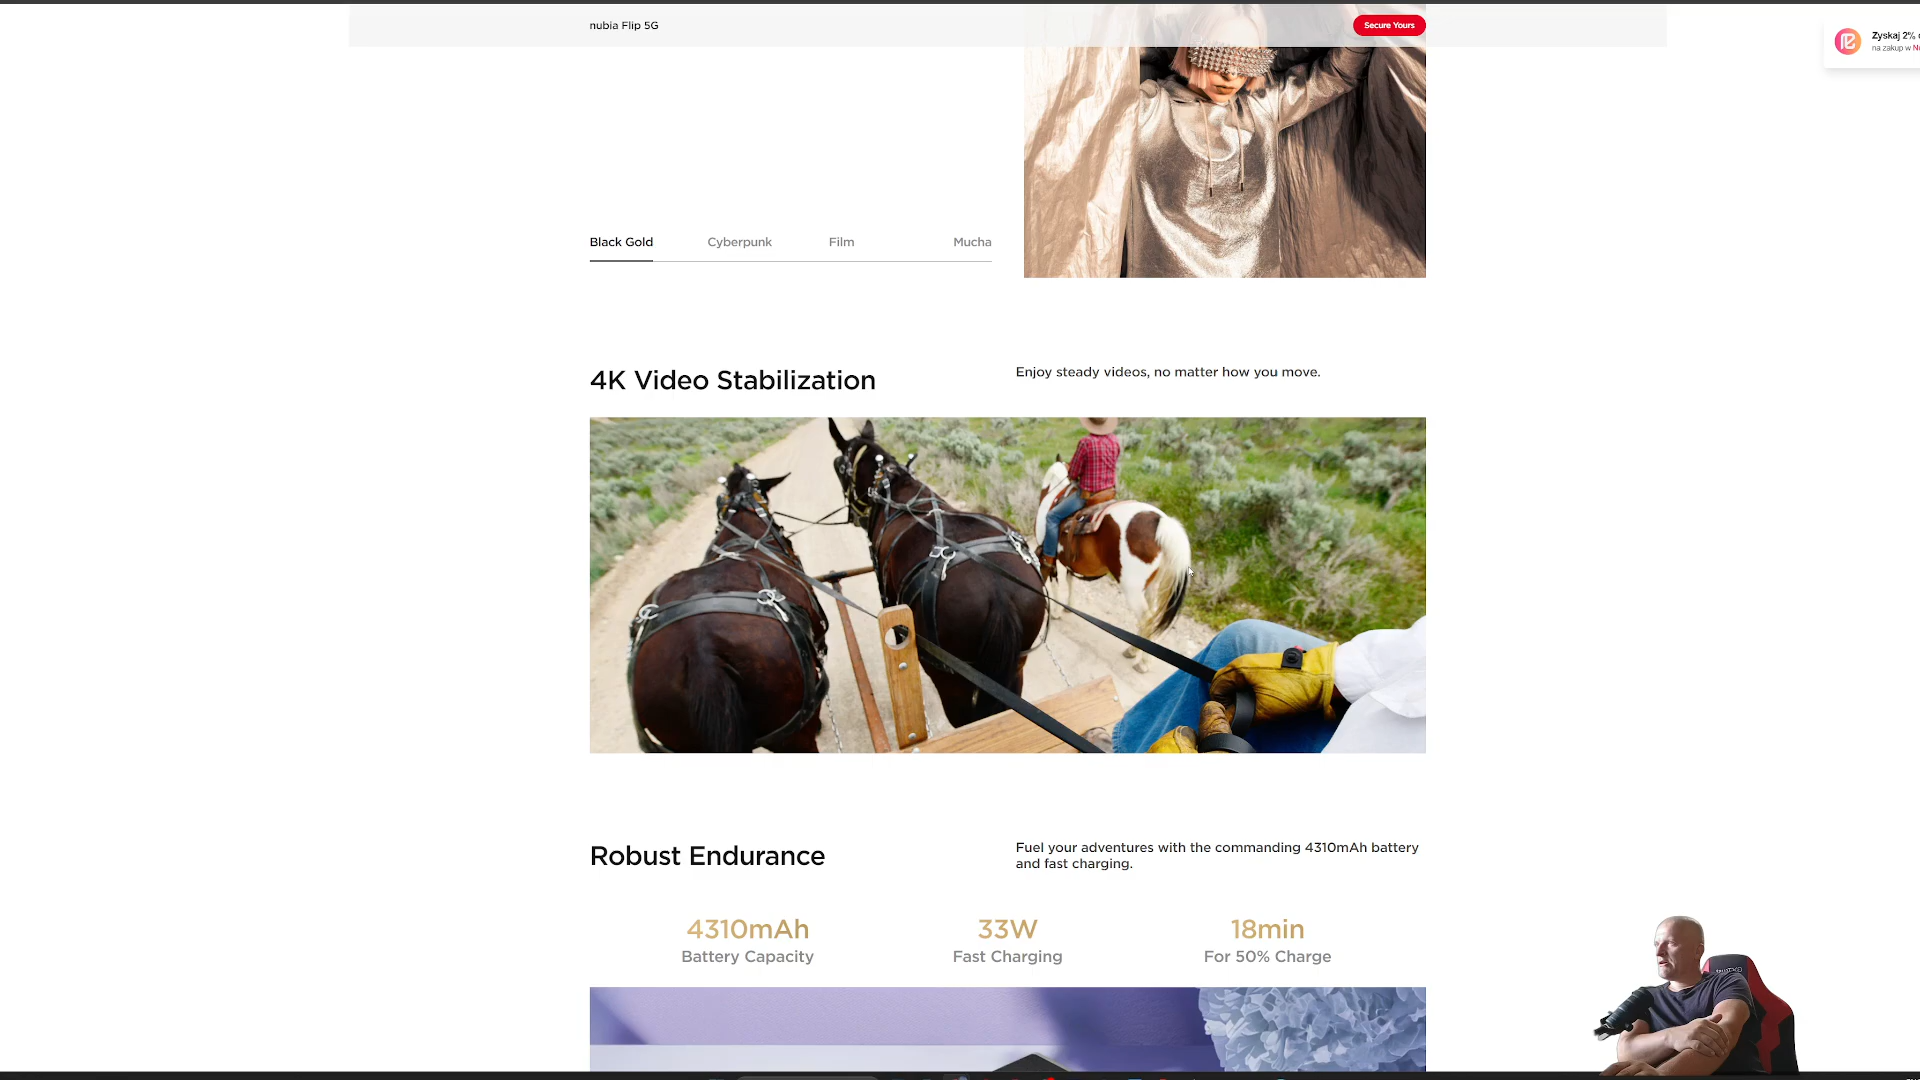 nubia Flip 5G
Secure Yours
Zyskaj 2%
na zakup w
Black Gold
Cyberpunk
Film
Mucha
4K Video Stabilization
Enjoy steady videos, no matter how you move.
Robust Endurance
Fuel your adventures with the commanding 4310mAh battery
and fast charging.
4310mAh
33W
18min
Battery Capacity
Fast Charging
For 50% Charge